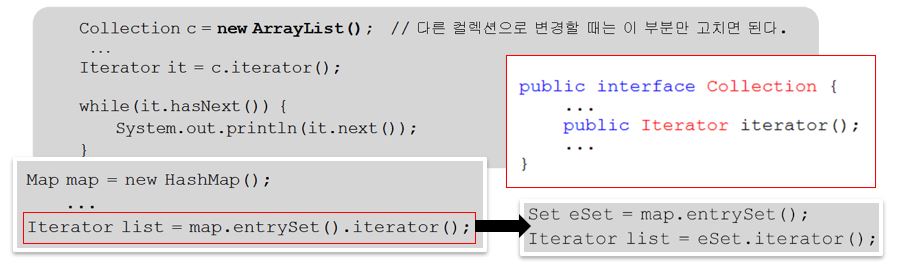 Collection c = new ArrayList(); // 다른 컬렉션으로 변경할 때는 이 부분만 고치면 된다.
...
Iterator it = c.iterator();
while(it.hasNext()) {
System.out.println(it.next());
}
public interface Collection {
...
public Iterator iterator();
...
}
Map map = new HashMap();
...
Iterator list = map.entrySet().iterator();
Set eSet = map.entrySet();
Iterator list = eSet.iterator();